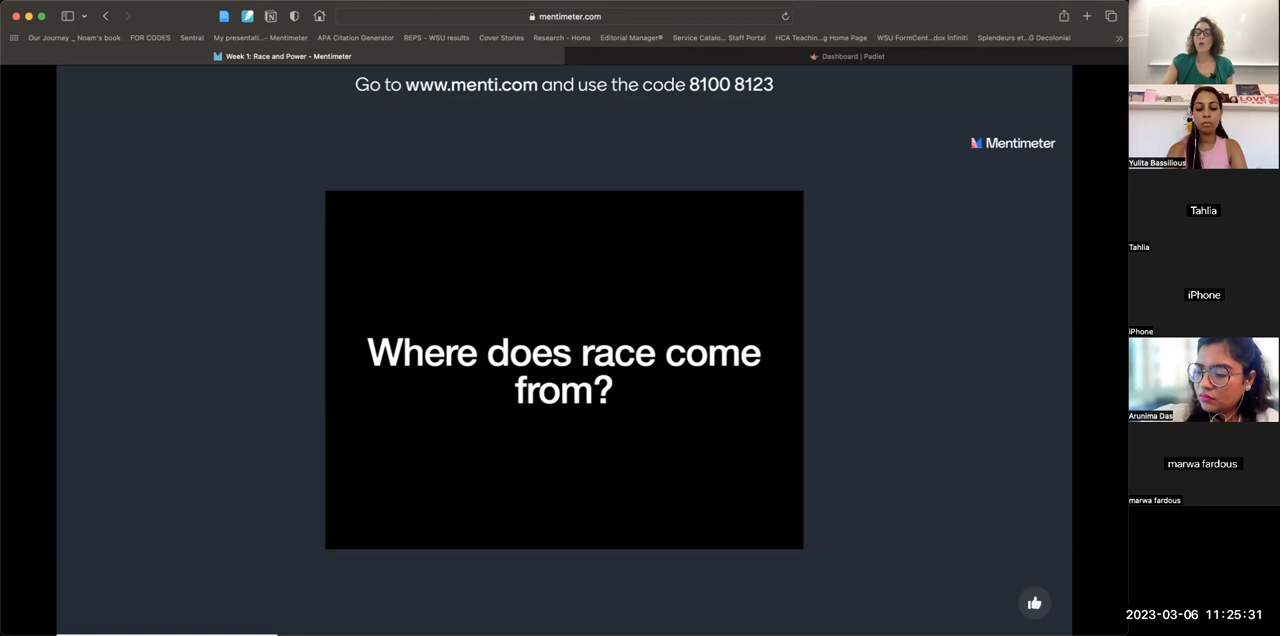 mentimeter.com
Our Journey _ Noam's book
FOR CODES
Sentral
My presentati...- Mentimeter
APA Citation Generator
REPS - WSU results
Cover Stories
Research - Home
Editorial Manager®
Service Catalo... Staff Portal
HCA Teachin...g Home Page
WSU FormCent...dox Infiniti
Splendeurs et...G Decolonial
Week 1: Race and Power - Mentimeter
Dashboard | Padlet
Go to www.menti.com and use the code 8100 8123
Mentimeter
Where does race come
from?
LOVE
Yulita Bassilious
Tahlia
Tahlia
iPhone
iPhone
Arunima Das
marwa fardous
marwa fardous
2023-03-06 11:25:31